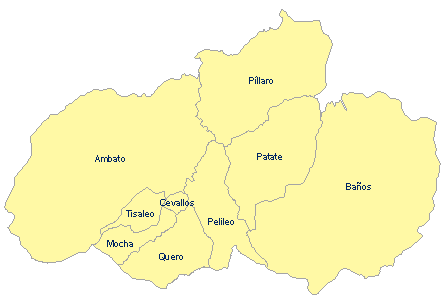 Píllaro
Ambato
Patate
Baños
Cevallos
Tisaleo
Pelileo
Mocha
Quero